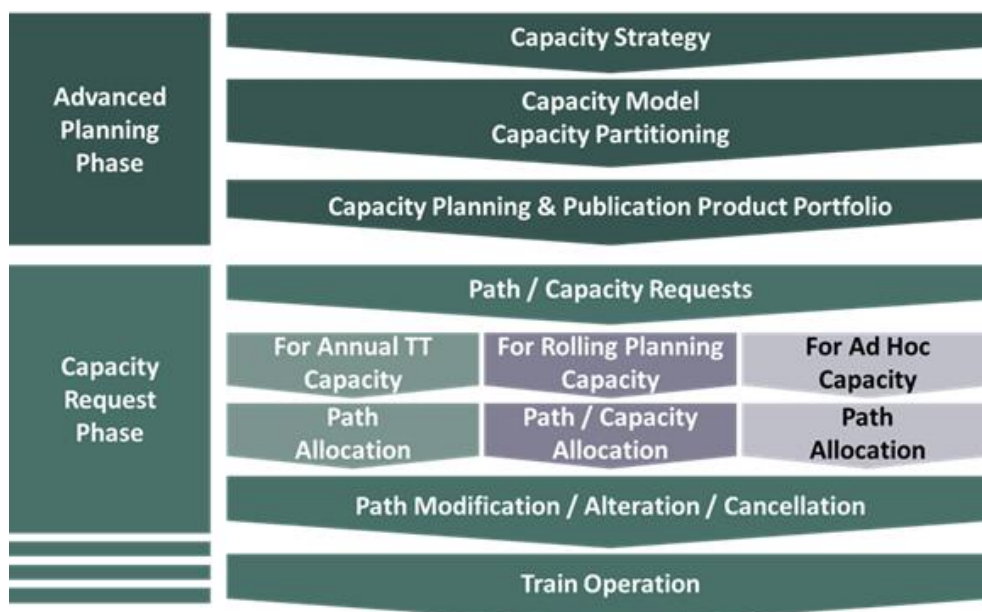 Advanced
Planning
Phase
Capacity Strategy
Capacity Model
Capacity Partitioning
Capacity Planning & Publication Product Portfolio
Capacity
Request
Phase
Path / Capacity Requests
For Annual TT
Capacity
For Rolling Planning
Capacity
For Ad Hoc
Capacity
Path
Allocation
Path / Capacity
Allocation
Path
Allocation
Path Modification / Alteration / Cancellation
Train Operation